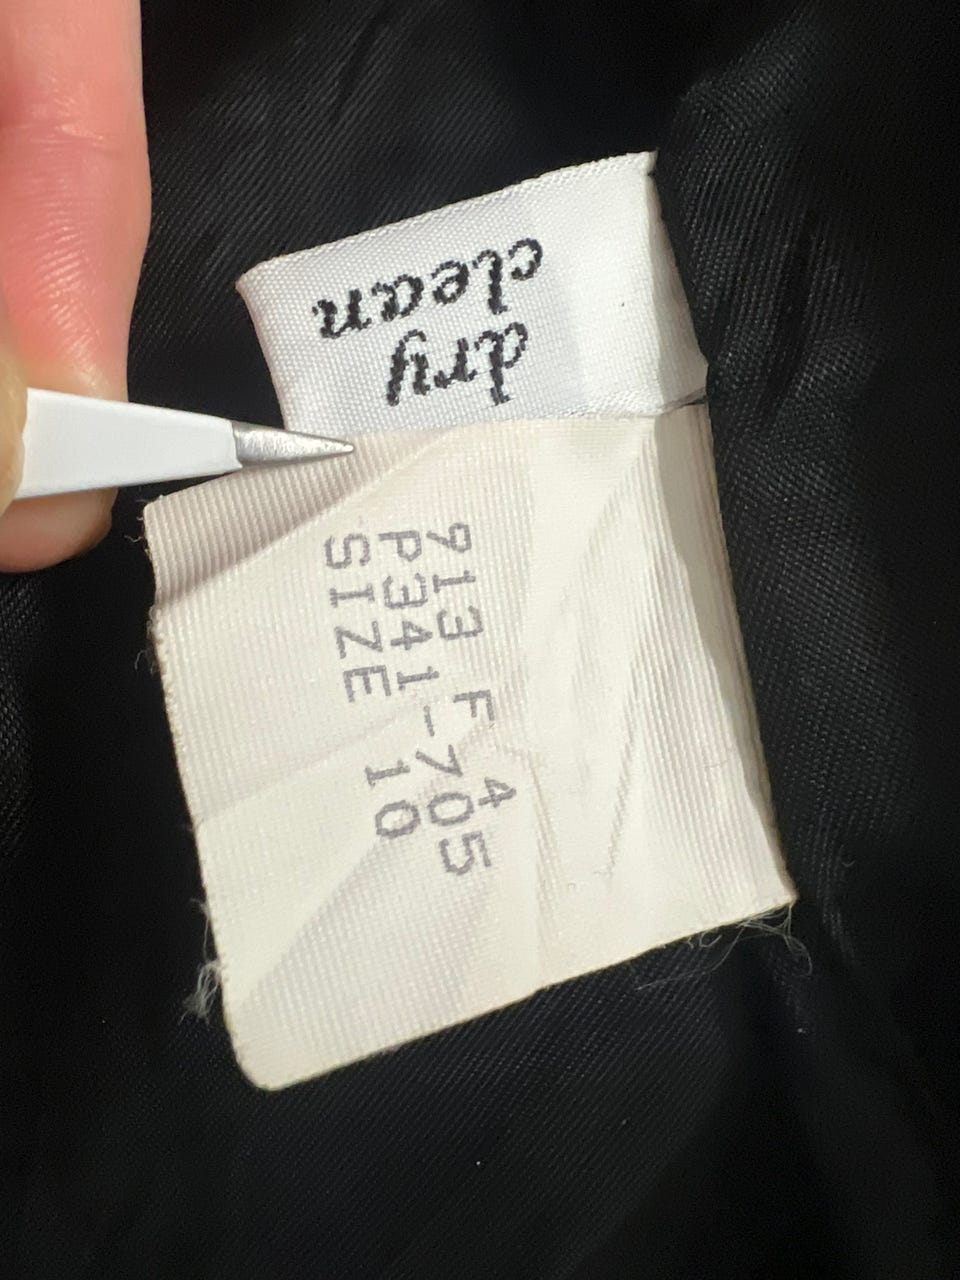 dry
clean
913 F 4
P341-705
SIZE 10